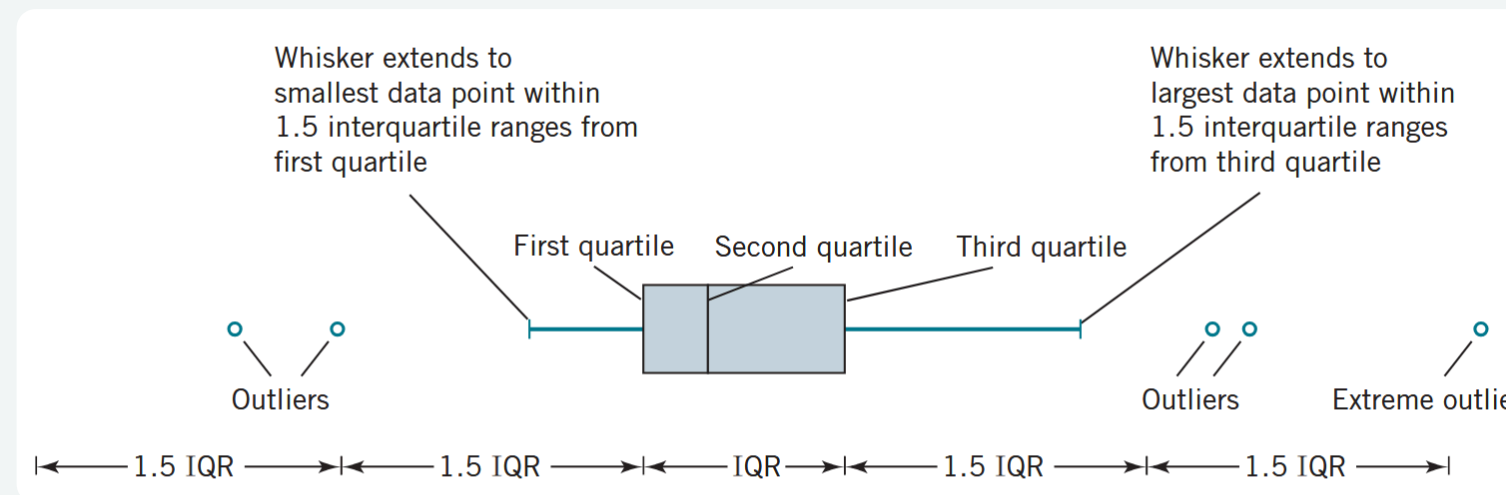 Whisker extends to
smallest data point within
1.5 interquartile ranges from
first quartile
Whisker extends to
largest data point within
1.5 interquartile ranges
from third quartile
First quartile Second quartile Third quartile
Outliers Outliers Extreme outlie
1.5 IQR 1.5 IQR IQR 1.5 IQR 1.5 IQR